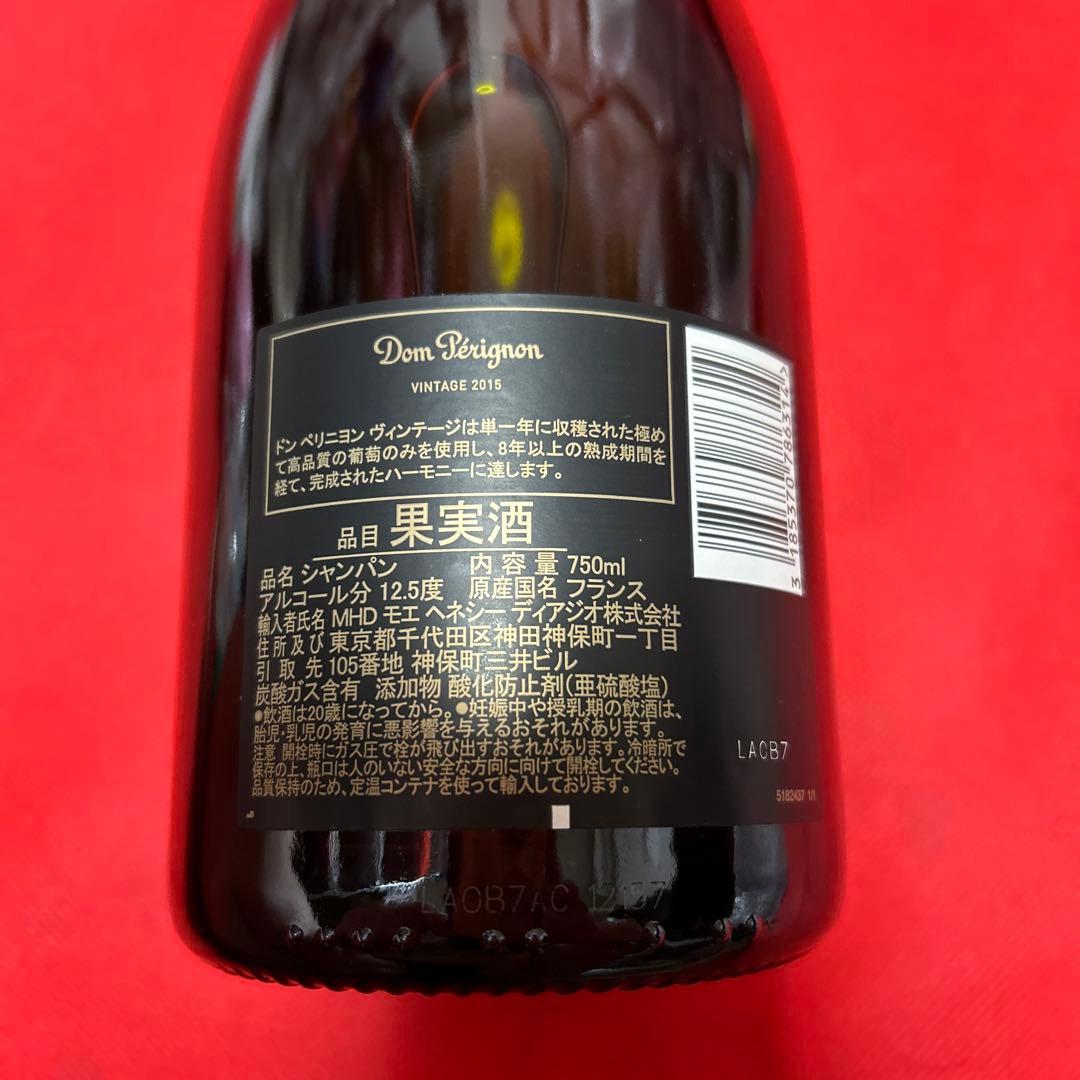 Dom Pérignon
VINTAGE 2015
ドン ペリニヨン ヴィンテージは単一年に収穫された極め
て高品質の葡萄のみを使用し、8年以上の熟成期間を
経て、完成されたハーモニーに達します。
品目 果実酒
品名 シャンパン 内容量 750ml
アルコール分 12.5度 原産国名 フランス
輸入者氏名 MHD モエ ヘネシー ディアジオ株式会社
住所及び 東京都千代田区神田神保町一丁目
引取先 105番地 神保町三井ビル
炭酸ガス含有 添加物 酸化防止剤(亜硫酸塩)
●飲酒は20歳になってから。●妊娠中や授乳期の飲酒は、
胎児・乳児の発育に悪影響を与えるおそれがあります。
注意 開栓時にガス圧で栓が飛び出すおそれがあります。冷暗所で
保存の上、瓶口は人のいない安全な方向に向けて開栓してください。
品質保持のため、定温コンテナを使って輸入しております。
3 185370 786314
LAOB7
5182437 1/1
LAOB7AC 12157